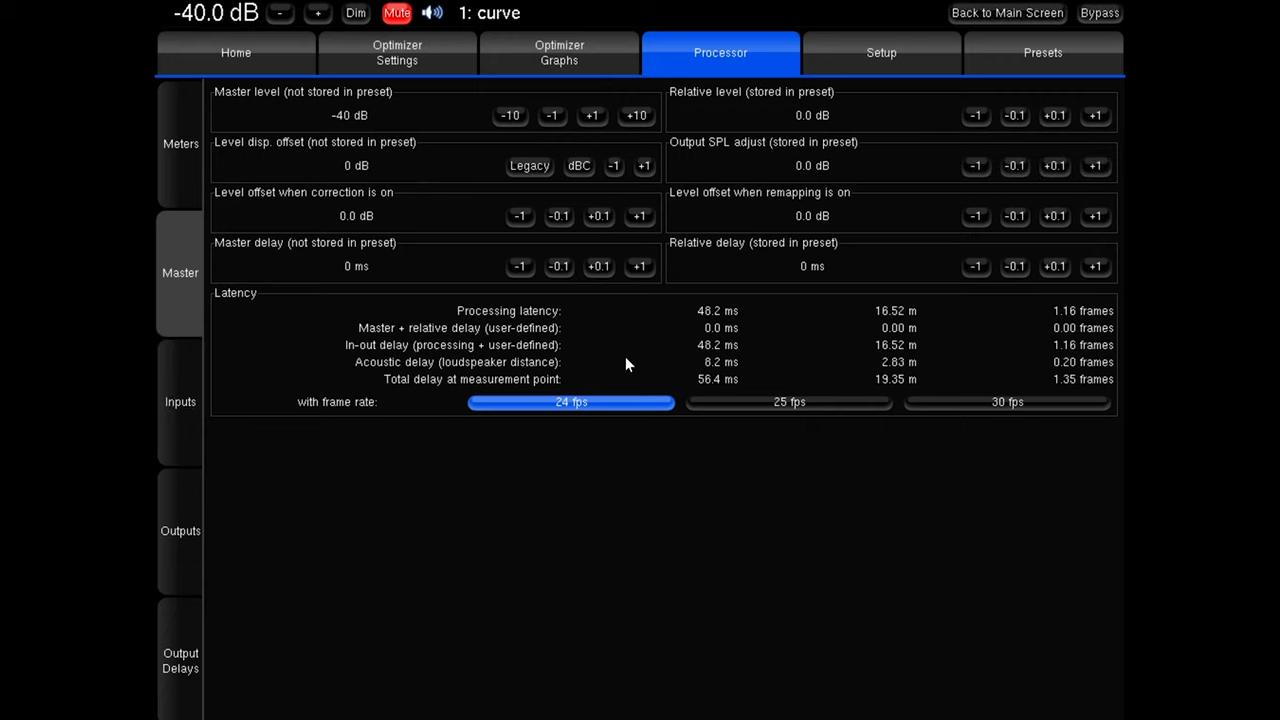 -40.0 dB - + Dim Mute 1: curve Back to Main Screen Bypass
Home Optimizer Settings Optimizer Graphs Processor Setup Presets
Meters
Master
Inputs
Outputs
Output Delays
Master level (not stored in preset)
-40 dB -10 -1 +1 +10
Relative level (stored in preset)
0.0 dB -1 -0.1 +0.1 +1
Level disp. offset (not stored in preset)
0 dB Legacy dBC -1 +1
Output SPL adjust (stored in preset)
0.0 dB -1 -0.1 +0.1 +1
Level offset when correction is on
0.0 dB -1 -0.1 +0.1 +1
Level offset when remapping is on
0.0 dB -1 -0.1 +0.1 +1
Master delay (not stored in preset)
0 ms -1 -0.1 +0.1 +1
Relative delay (stored in preset)
0 ms -1 -0.1 +0.1 +1
Latency
Processing latency: 48.2 ms 16.52 m 1.16 frames
Master + relative delay (user-defined): 0.0 ms 0.00 m 0.00 frames
In-out delay (processing + user-defined): 48.2 ms 16.52 m 1.16 frames
Acoustic delay (loudspeaker distance): 8.2 ms 2.83 m 0.20 frames
Total delay at measurement point: 56.4 ms 19.35 m 1.35 frames
with frame rate: 24 fps 25 fps 30 fps